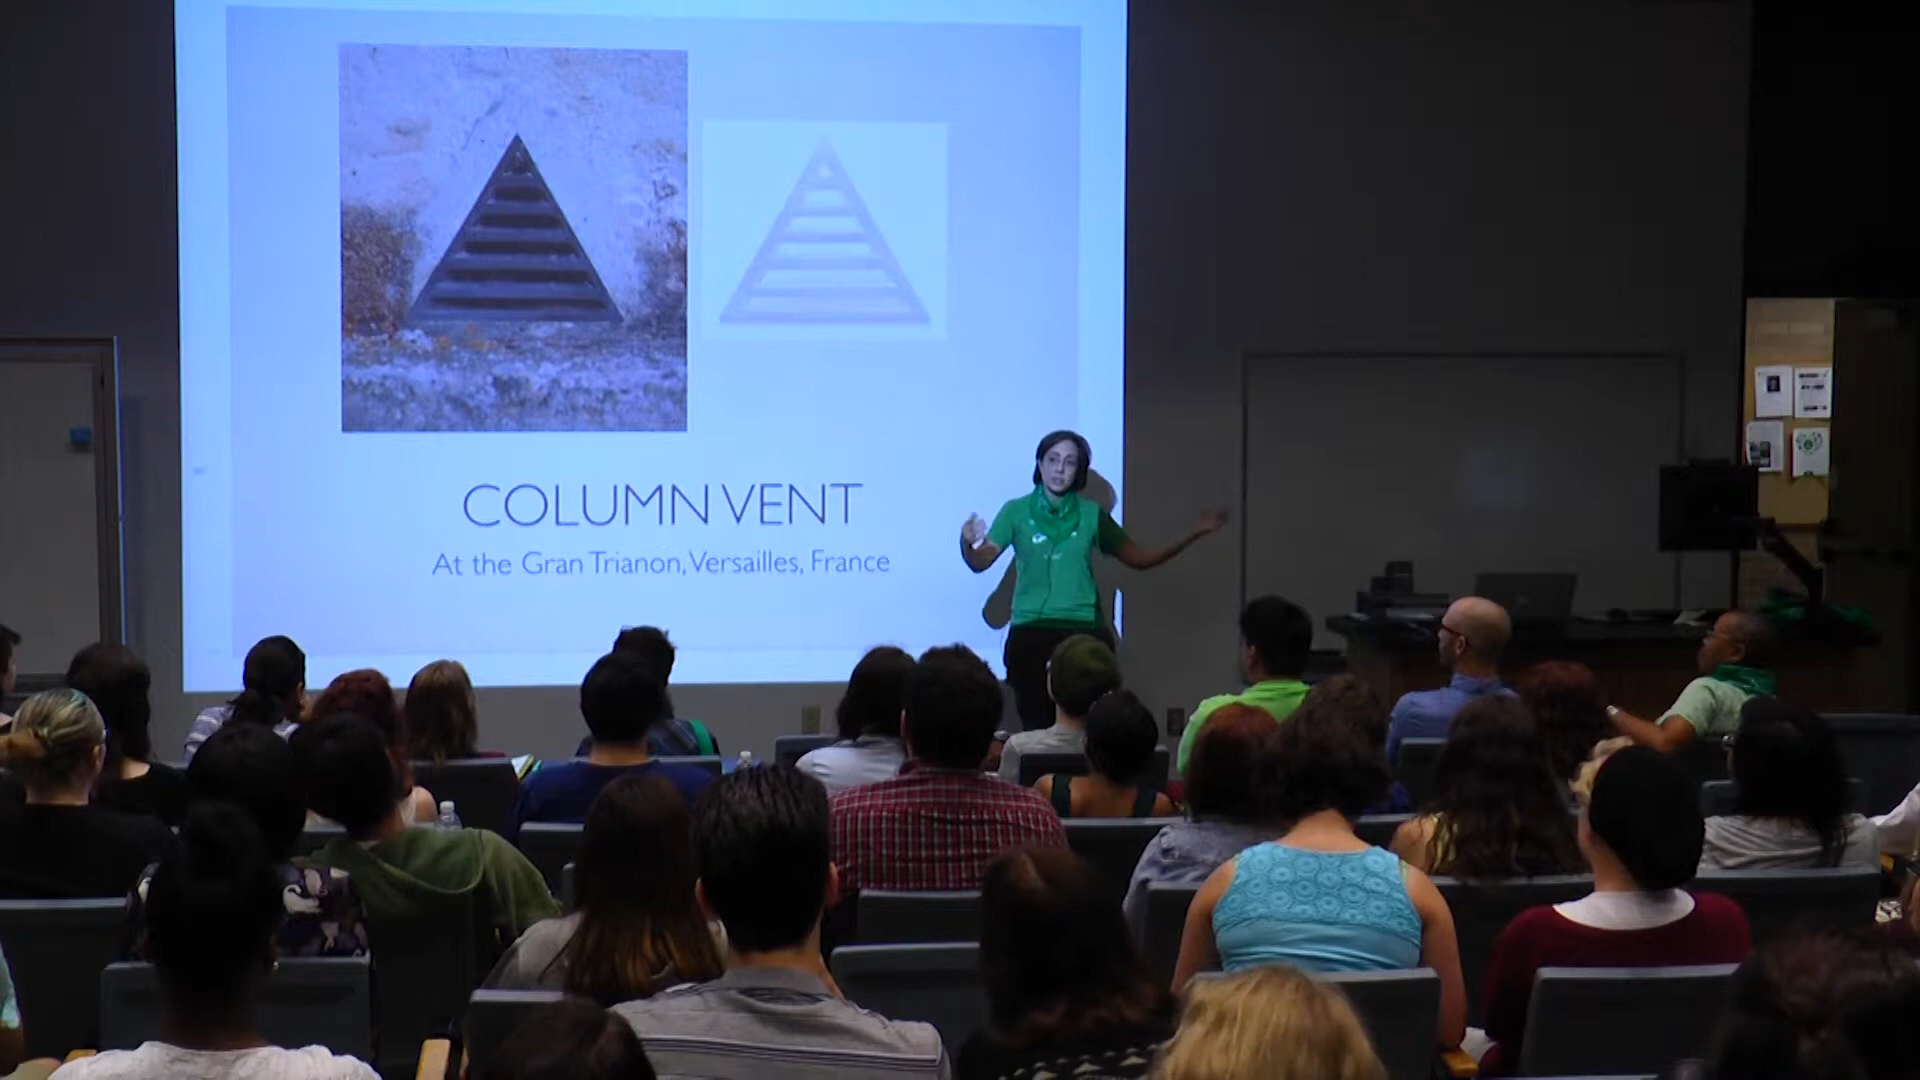 COLUMN VENT
At the Gran Trianon, Versailles, France